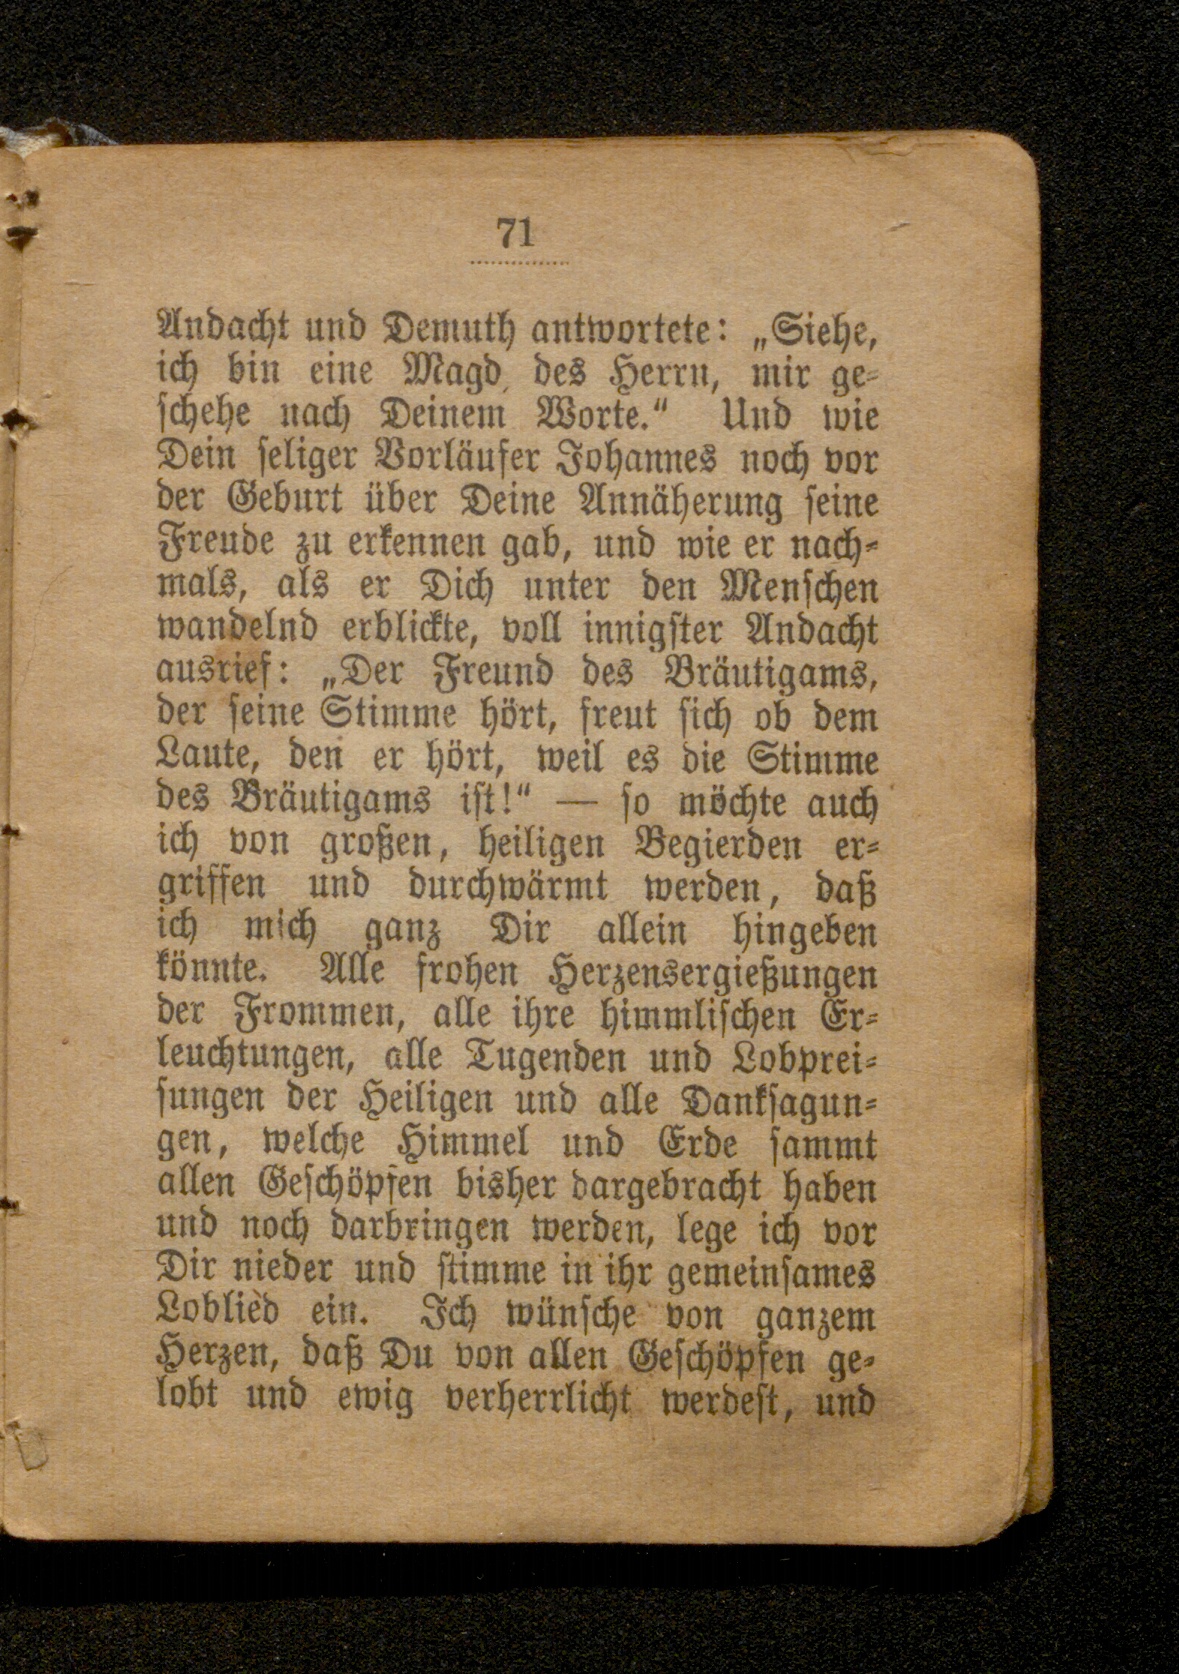 71
Andacht und Demuth antwortete: „Siehe,
ich bin eine Magd des Herrn, mir ge-
schehe nach Deinem Worte.“ Und wie
Dein seliger Vorläufer Johannes noch vor
der Geburt über Deine Annäherung seine
Freude zu erkennen gab, und wie er nach-
mals, als er Dich unter den Menschen
wandelnd erblickte, voll innigster Andacht
ausrief: „Der Freund des Bräutigams,
der seine Stimme hört, freut sich ob dem
Laute, den er hört, weil es die Stimme
des Bräutigams ist!“ — so möchte auch
ich von großen, heiligen Begierden er-
griffen und durchwärmt werden, daß
ich mich ganz Dir allein hingeben
könnte. Alle frohen Herzensergießungen
der Frommen, alle ihre himmlischen Er-
leuchtungen, alle Tugenden und Lobprei-
sungen der Heiligen und alle Danksagun-
gen, welche Himmel und Erde sammt
allen Geschöpfen bisher dargebracht haben
und noch darbringen werden, lege ich vor
Dir nieder und stimme in ihr gemeinsames
Loblied ein. Ich wünsche von ganzem
Herzen, daß Du von allen Geschöpfen ge-
lobt und ewig verherrlicht werdest, und